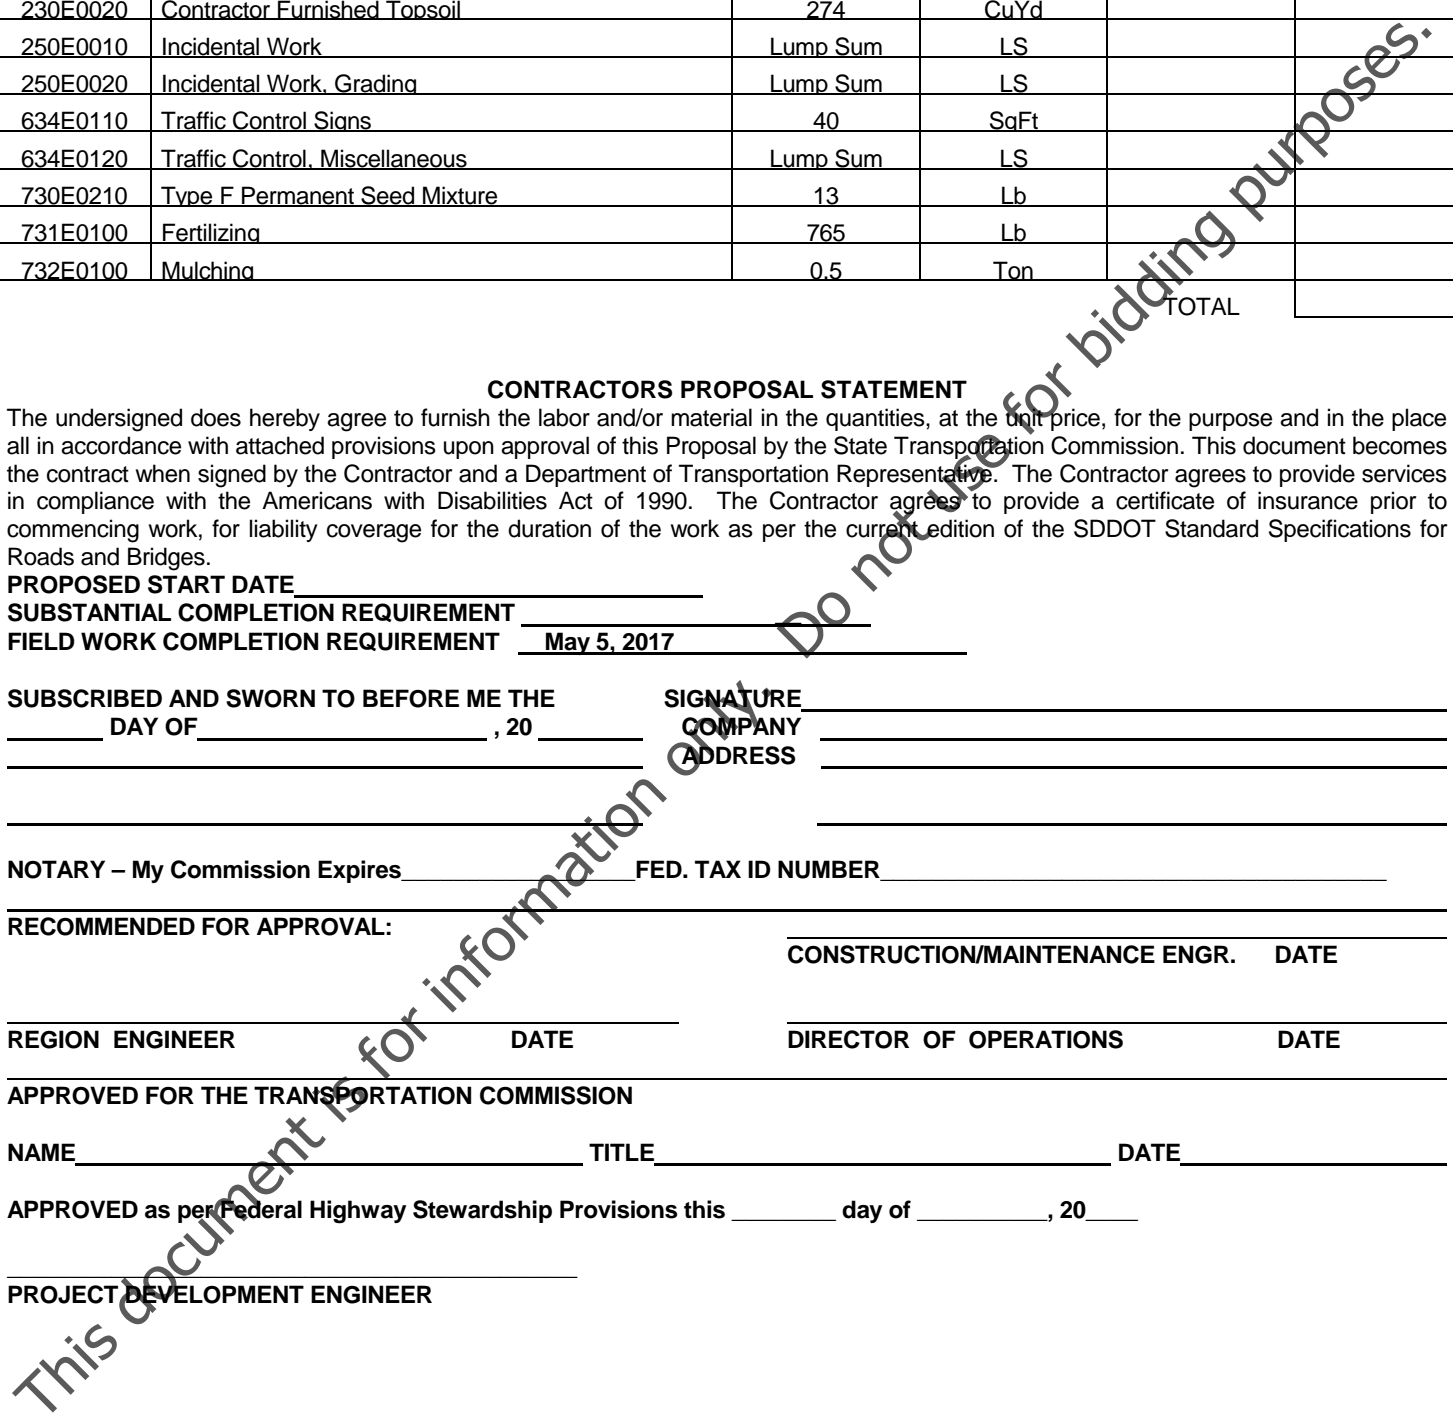 230E0020 Contractor Furnished Topsoil 274 CuYd
250E0010 Incidental Work Lump Sum LS
250E0020 Incidental Work, Grading Lump Sum LS
634E0110 Traffic Control Signs 40 SqFt
634E0120 Traffic Control, Miscellaneous Lump Sum LS
730E0210 Type F Permanent Seed Mixture 13 Lb
731E0100 Fertilizing 765 Lb
732E0100 Mulching 0.5 Ton
TOTAL
CONTRACTORS PROPOSAL STATEMENT
The undersigned does hereby agree to furnish the labor and/or material in the quantities, at the unit price, for the purpose and in the place
all in accordance with attached provisions upon approval of this Proposal by the State Transportation Commission. This document becomes
the contract when signed by the Contractor and a Department of Transportation Representative. The Contractor agrees to provide services
in compliance with the Americans with Disabilities Act of 1990. The Contractor agrees to provide a certificate of insurance prior to
commencing work, for liability coverage for the duration of the work as per the current edition of the SDDOT Standard Specifications for
Roads and Bridges.
PROPOSED START DATE
SUBSTANTIAL COMPLETION REQUIREMENT
FIELD WORK COMPLETION REQUIREMENT May 5, 2017
SUBSCRIBED AND SWORN TO BEFORE ME THE SIGNATURE
DAY OF , 20 COMPANY
ADDRESS
NOTARY – My Commission Expires__________________FED. TAX ID NUMBER_______________________________________
RECOMMENDED FOR APPROVAL:
CONSTRUCTION/MAINTENANCE ENGR. DATE
REGION ENGINEER DATE DIRECTOR OF OPERATIONS DATE
APPROVED FOR THE TRANSPORTATION COMMISSION
NAME TITLE DATE
APPROVED as per Federal Highway Stewardship Provisions this ________ day of __________, 20____
PROJECT DEVELOPMENT ENGINEER
This document is for information only. Do not use for bidding purposes.